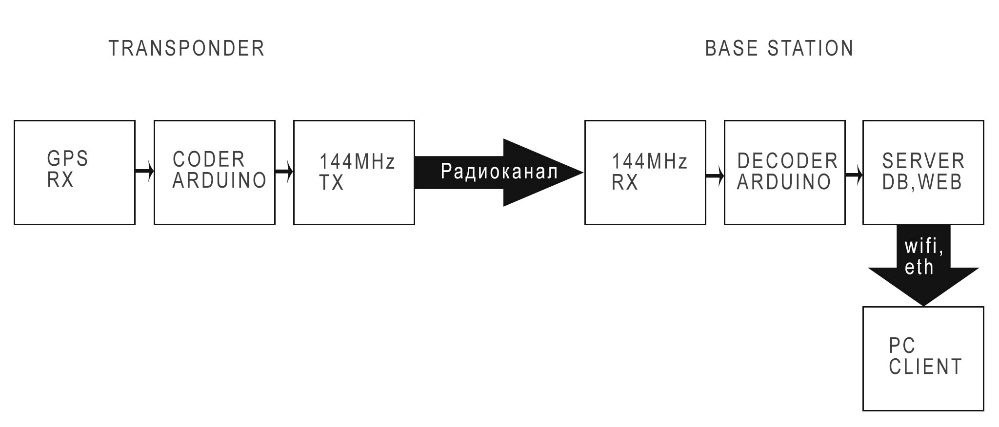 TRANSPONDER
BASE STATION
GPS
RX
CODER
ARDUINO
144MHz
TX
Радиоканал
144MHz
RX
DECODER
ARDUINO
SERVER
DB,WEB
wifi,
eth
PC
CLIENT